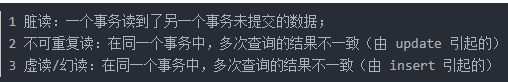 1 脏读：一个事务读到了另一个事务未提交的数据；
2 不可重复读：在同一个事务中，多次查询的结果不一致（由 update 引起的）
3 虚读/幻读：在同一个事务中，多次查询的结果不一致（由 insert 引起的）